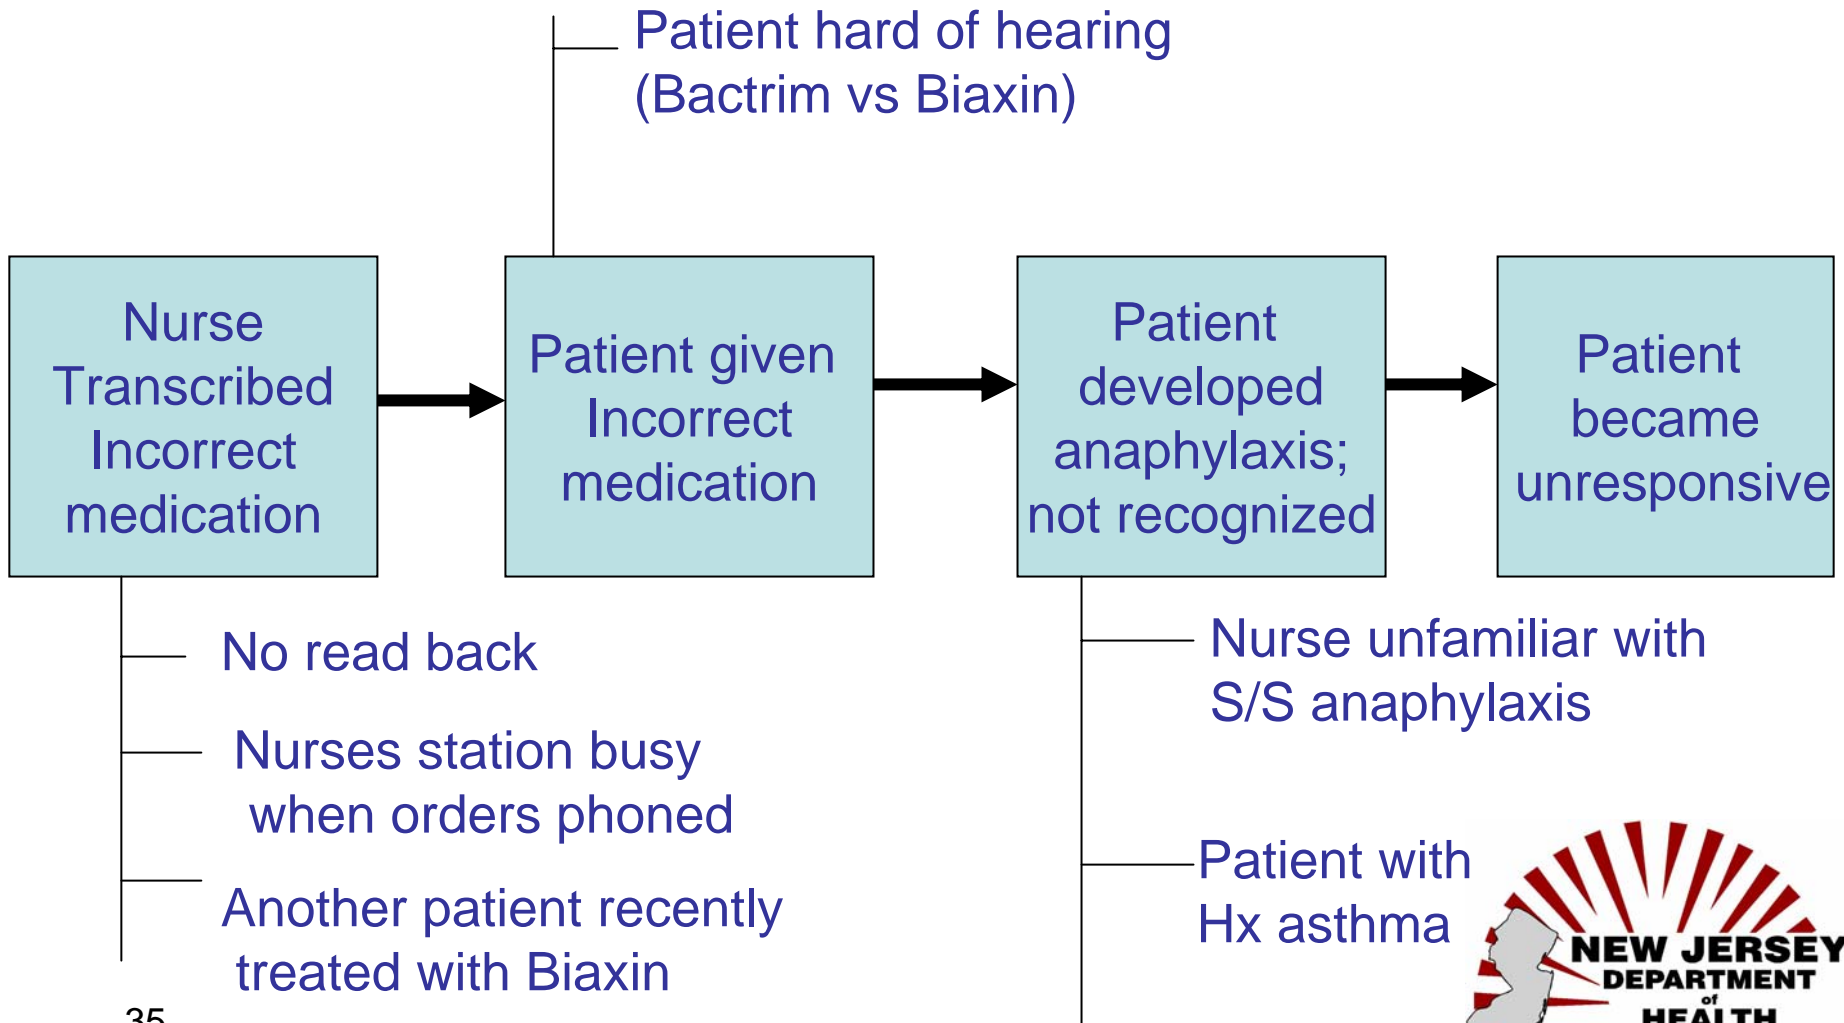 Patient hard of hearing
(Bactrim vs Biaxin)
Nurse
Transcribed
Incorrect
medication
Patient given
Incorrect
medication
Patient
developed
anaphylaxis;
not recognized
Patient
became
unresponsive
No read back
Nurses station busy
when orders phoned
Another patient recently
treated with Biaxin
Nurse unfamiliar with
S/S anaphylaxis
Patient with
Hx asthma
NEW JERSEY
DEPARTMENT
of
HEALTH
35